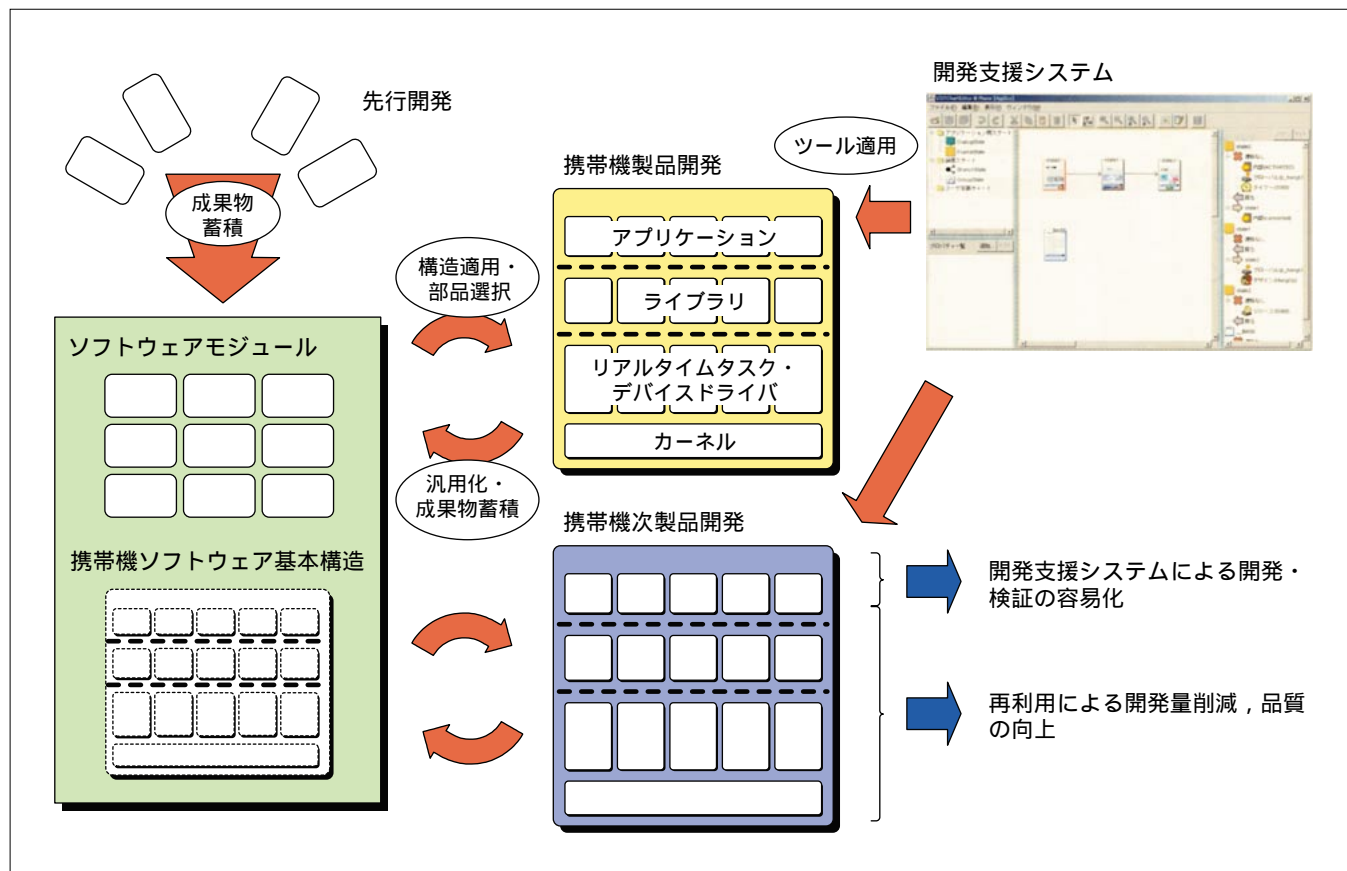 先行開発
成果物
蓄積
ソフトウェアモジュール
携帯機ソフトウェア基本構造
構造適用・
部品選択
汎用化・
成果物蓄積
携帯機製品開発
アプリケーション
ライブラリ
リアルタイムタスク・
デバイスドライバ
カーネル
携帯機次製品開発
開発支援システム
ツール適用
開発支援システムによる開発・
検証の容易化
再利用による開発量削減，品質
の向上